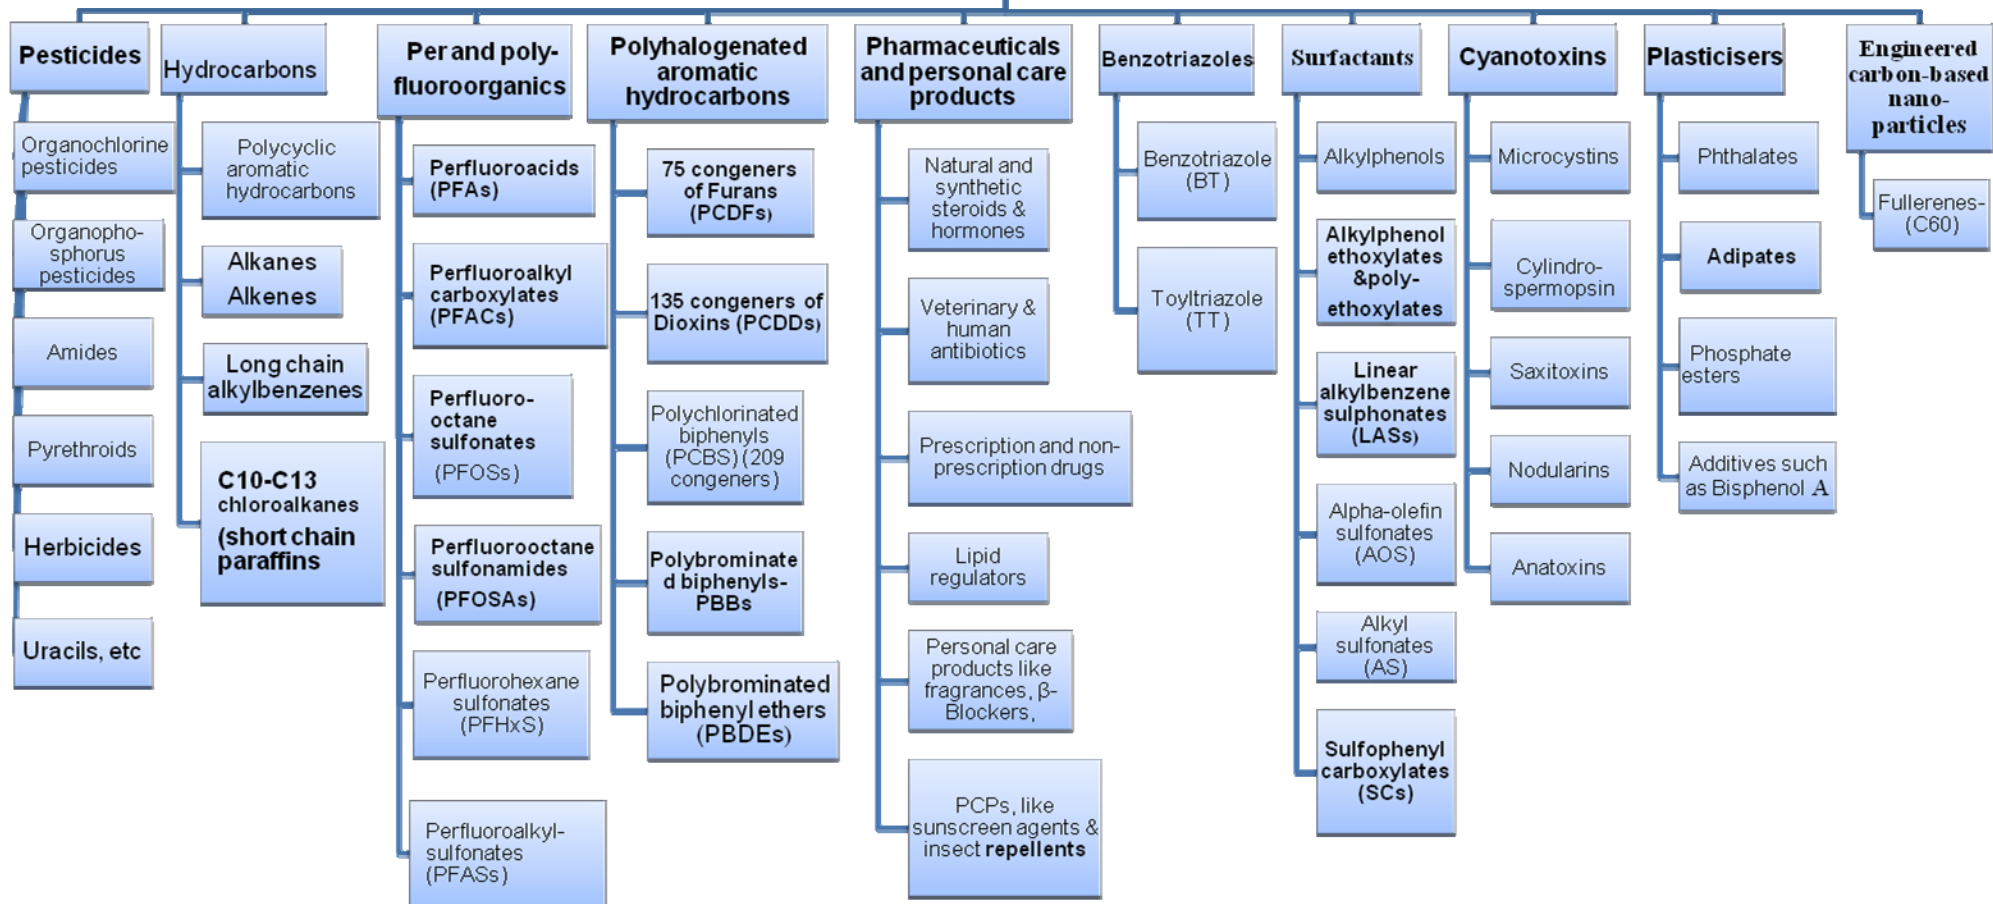 Pesticides
Organochlorine
pesticides
Organopho-
sphorus
pesticides
Amides
Pyrethroids
Herbicides
Uracils, etc
Hydrocarbons
Polycyclic
aromatic
hydrocarbons
Alkanes
Alkenes
Long chain
alkylbenzenes
C10-C13
chloroalkanes
(short chain
paraffins
Per and poly-
fluoroorganics
Perfluoroacids
(PFAs)
Perfluoroalkyl
carboxylates
(PFACs)
Perfluoro-
octane
sulfonates
(PFOSs)
Perfluorooctane
sulfonamides
(PFOSAs)
Perfluorohexane
sulfonates
(PFHxS)
Perfluoroalkyl-
sulfonates
(PFASs)
Polyhalogenated
aromatic
hydrocarbons
75 congeners
of Furans
(PCDFs)
135 congeners of
Dioxins (PCDDs)
Polychlorinated
biphenyls
(PCBS) (209
congeners)
Polybrominate
d biphenyls-
PBBs
Polybrominated
biphenyl ethers
(PBDEs)
Pharmaceuticals
and personal care
products
Natural and
synthetic
steroids &
hormones
Veterinary &
human
antibiotics
Prescription and non-
prescription drugs
Lipid
regulators
Personal care
products like
fragrances, β-
Blockers,
PCPs, like
sunscreen agents &
insect repellents
Benzotriazoles
Benzotriazole
(BT)
Toyltriazole
(TT)
Surfactants
Alkylphenols
Alkylphenol
ethoxylates
&poly-
ethoxylates
Linear
alkylbenzene
sulphonates
(LASs)
Alpha-olefin
sulfonates
(AOS)
Alkyl
sulfonates
(AS)
Sulfophenyl
carboxylates
(SCs)
Cyanotoxins
Microcystins
Cylindro-
spermopsin
Saxitoxins
Nodularins
Anatoxins
Plasticisers
Phthalates
Adipates
Phosphate
esters
Additives such
as Bisphenol A
Engineered
carbon-based
nano-
particles
Fullerenes-
(C60)